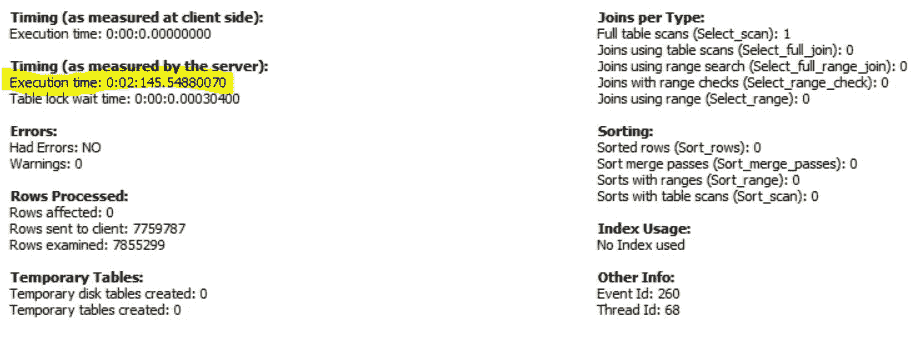 Timing (as measured at client side):
Execution time: 0:00:0.00000000
Timing (as measured by the server):
Execution time: 0:02:145.54880070
Table lock wait time: 0:00:0.00030400
Errors:
Had Errors: NO
Warnings: 0
Rows Processed:
Rows affected: 0
Rows sent to client: 7759787
Rows examined: 7855299
Temporary Tables:
Temporary disk tables created: 0
Temporary tables created: 0
Joins per Type:
Full table scans (Select_scan): 1
Joins using table scans (Select_full_join): 0
Joins using range search (Select_full_range_join): 0
Joins with range checks (Select_range_check): 0
Joins using range (Select_range): 0
Sorting:
Sorted rows (Sort_rows): 0
Sort merge passes (Sort_merge_passes): 0
Sorts with ranges (Sort_range): 0
Sorts with table scans (Sort_scan): 0
Index Usage:
No Index used
Other Info:
Event Id: 260
Thread Id: 68